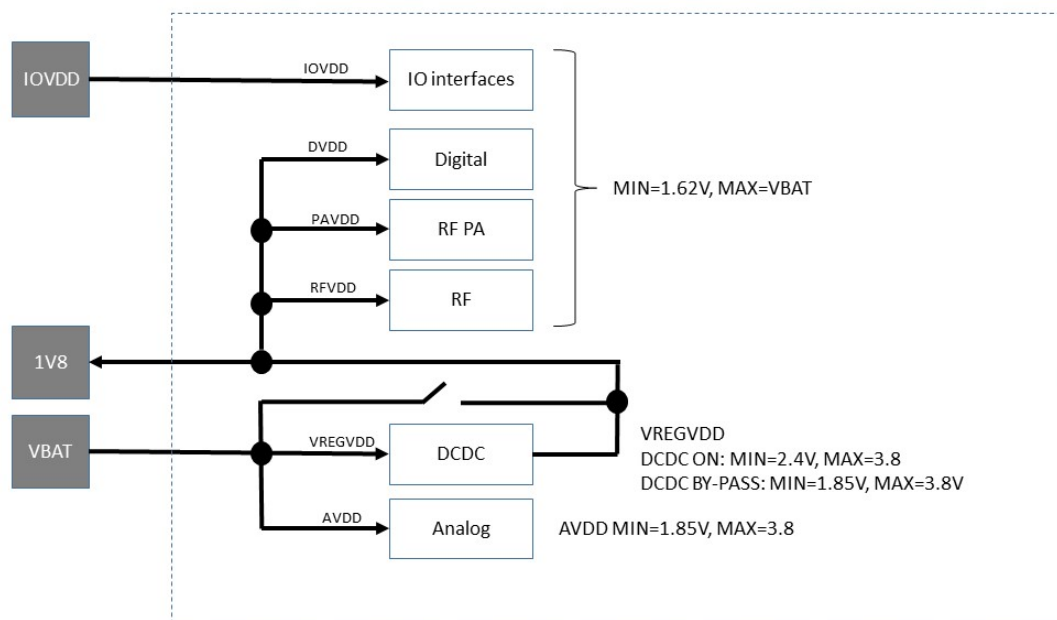 IOVDD
IOVDD
IO interfaces
DVDD
Digital
MIN=1.62V, MAX=VBAT
PAVDD
RF PA
RFVDD
RF
1V8
VBAT
VREGVDD
DCDC
VREGVDD
DCDC ON: MIN=2.4V, MAX=3.8
DCDC BY-PASS: MIN=1.85V, MAX=3.8V
AVDD
Analog
AVDD MIN=1.85V, MAX=3.8